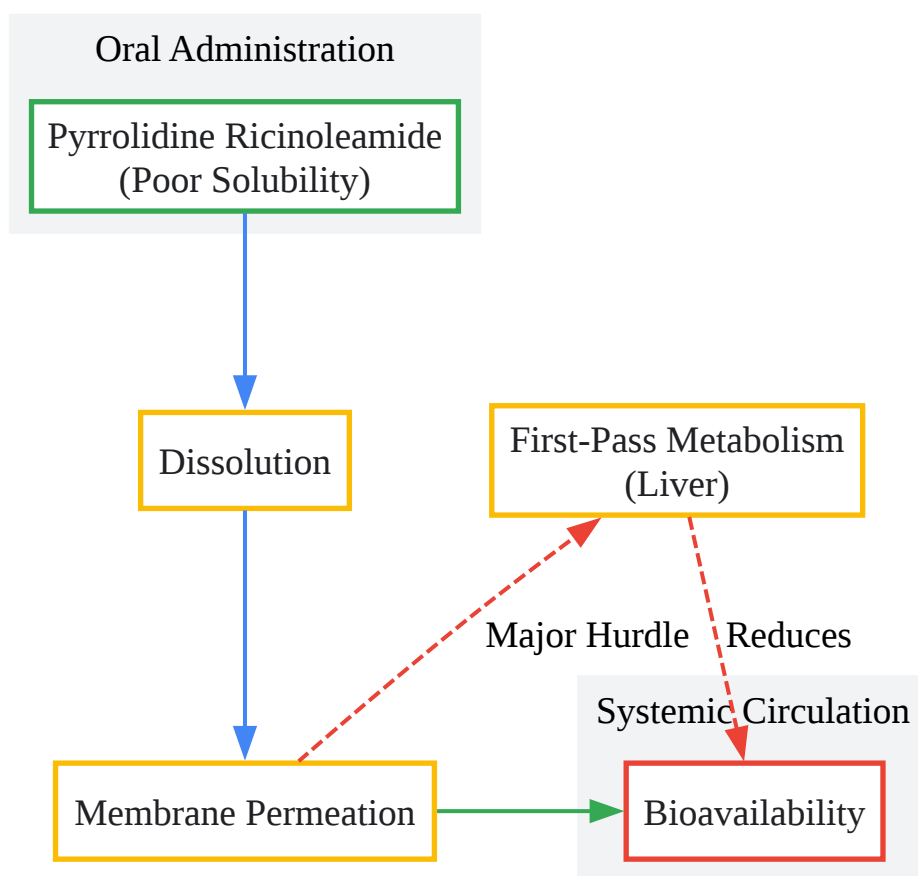 Oral Administration
Pyrrolidine Ricinoleamide
(Poor Solubility)
Dissolution
First-Pass Metabolism
(Liver)
Major Hurdle
Reduces
Systemic Circulation
Membrane Permeation
Bioavailability